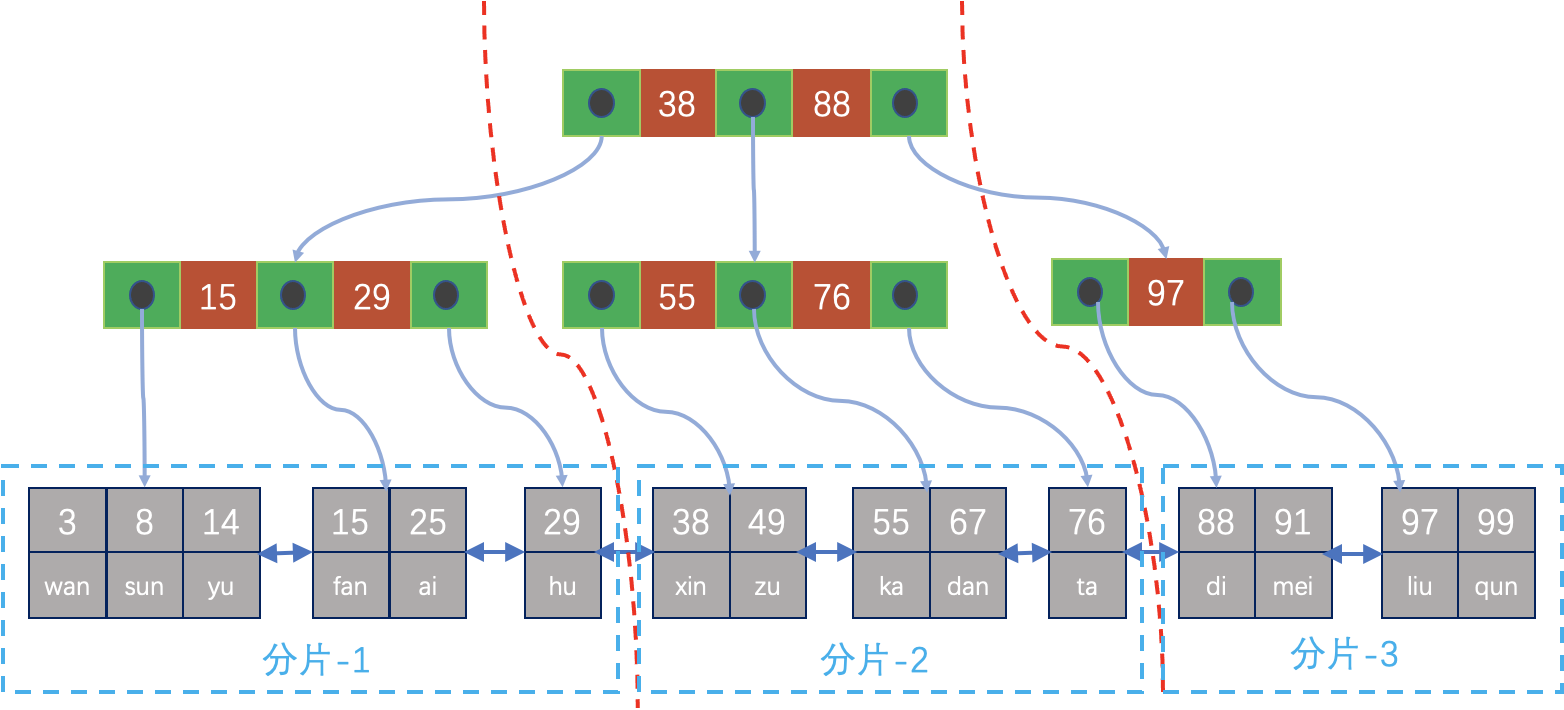 38 88
15 29 55 76 97
3 8 14 15 25 29 38 49 55 67 76 88 91 97 99
wan sun yu fan ai hu xin zu ka dan ta di mei liu qun
分片-1 分片-2 分片-3